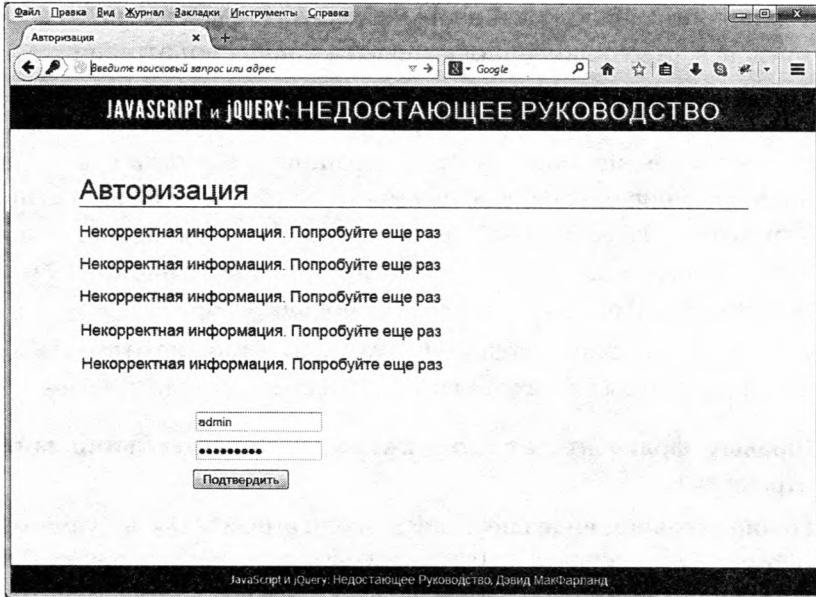 Файл Правка Вид Журнал Закладки Инструменты Справка
Авторизация
Введите поисковый запрос или адрес
Google
JAVASCRIPT и jQUERY: НЕДОСТАЮЩЕЕ РУКОВОДСТВО
Авторизация
Некорректная информация. Попробуйте еще раз
Некорректная информация. Попробуйте еще раз
Некорректная информация. Попробуйте еще раз
Некорректная информация. Попробуйте еще раз
Некорректная информация. Попробуйте еще раз
admin
Подтвердить
JavaScript и jQuery: Недостающее Руководство, Дэвид МакФарланд